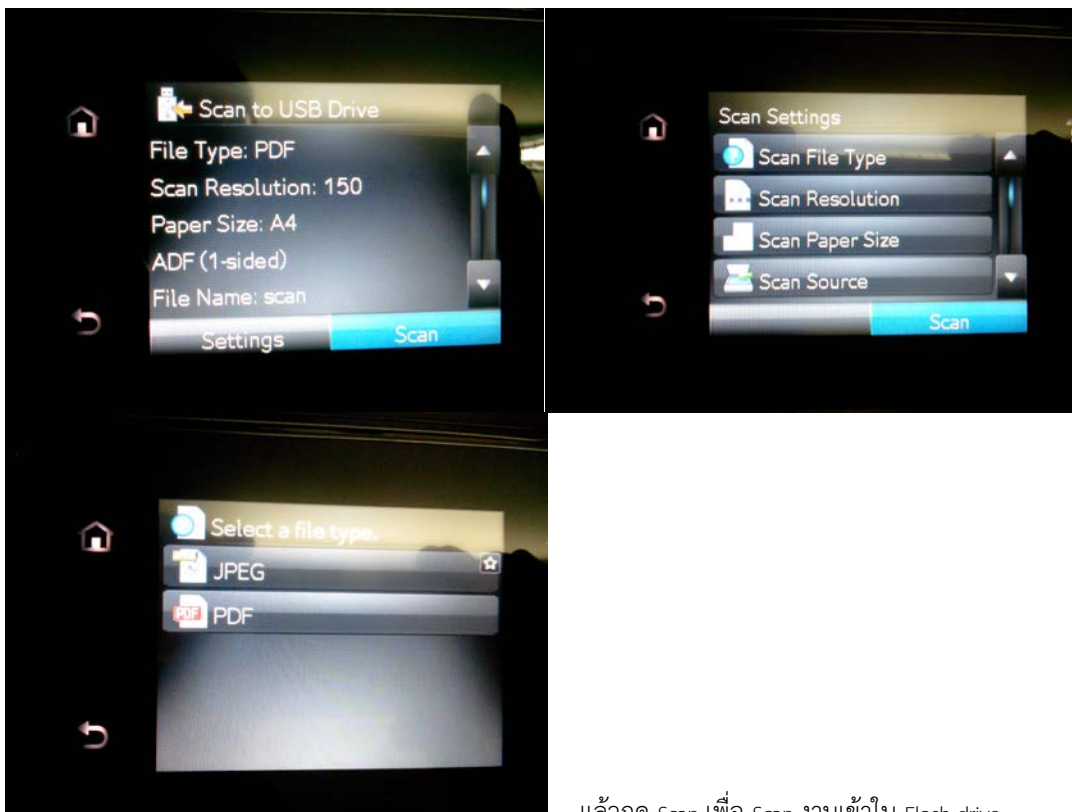 Scan to USB Drive
File Type: PDF
Scan Resolution: 150
Paper Size: A4
ADF (1-sided)
File Name: scan
Settings
Scan
Scan Settings
Scan File Type
Scan Resolution
Scan Paper Size
Scan Source
Scan
Select a file type.
JPEG
PDF
PDF
แล้วกด Scan เพื่อ Scan งานเข้าใน Flash drive